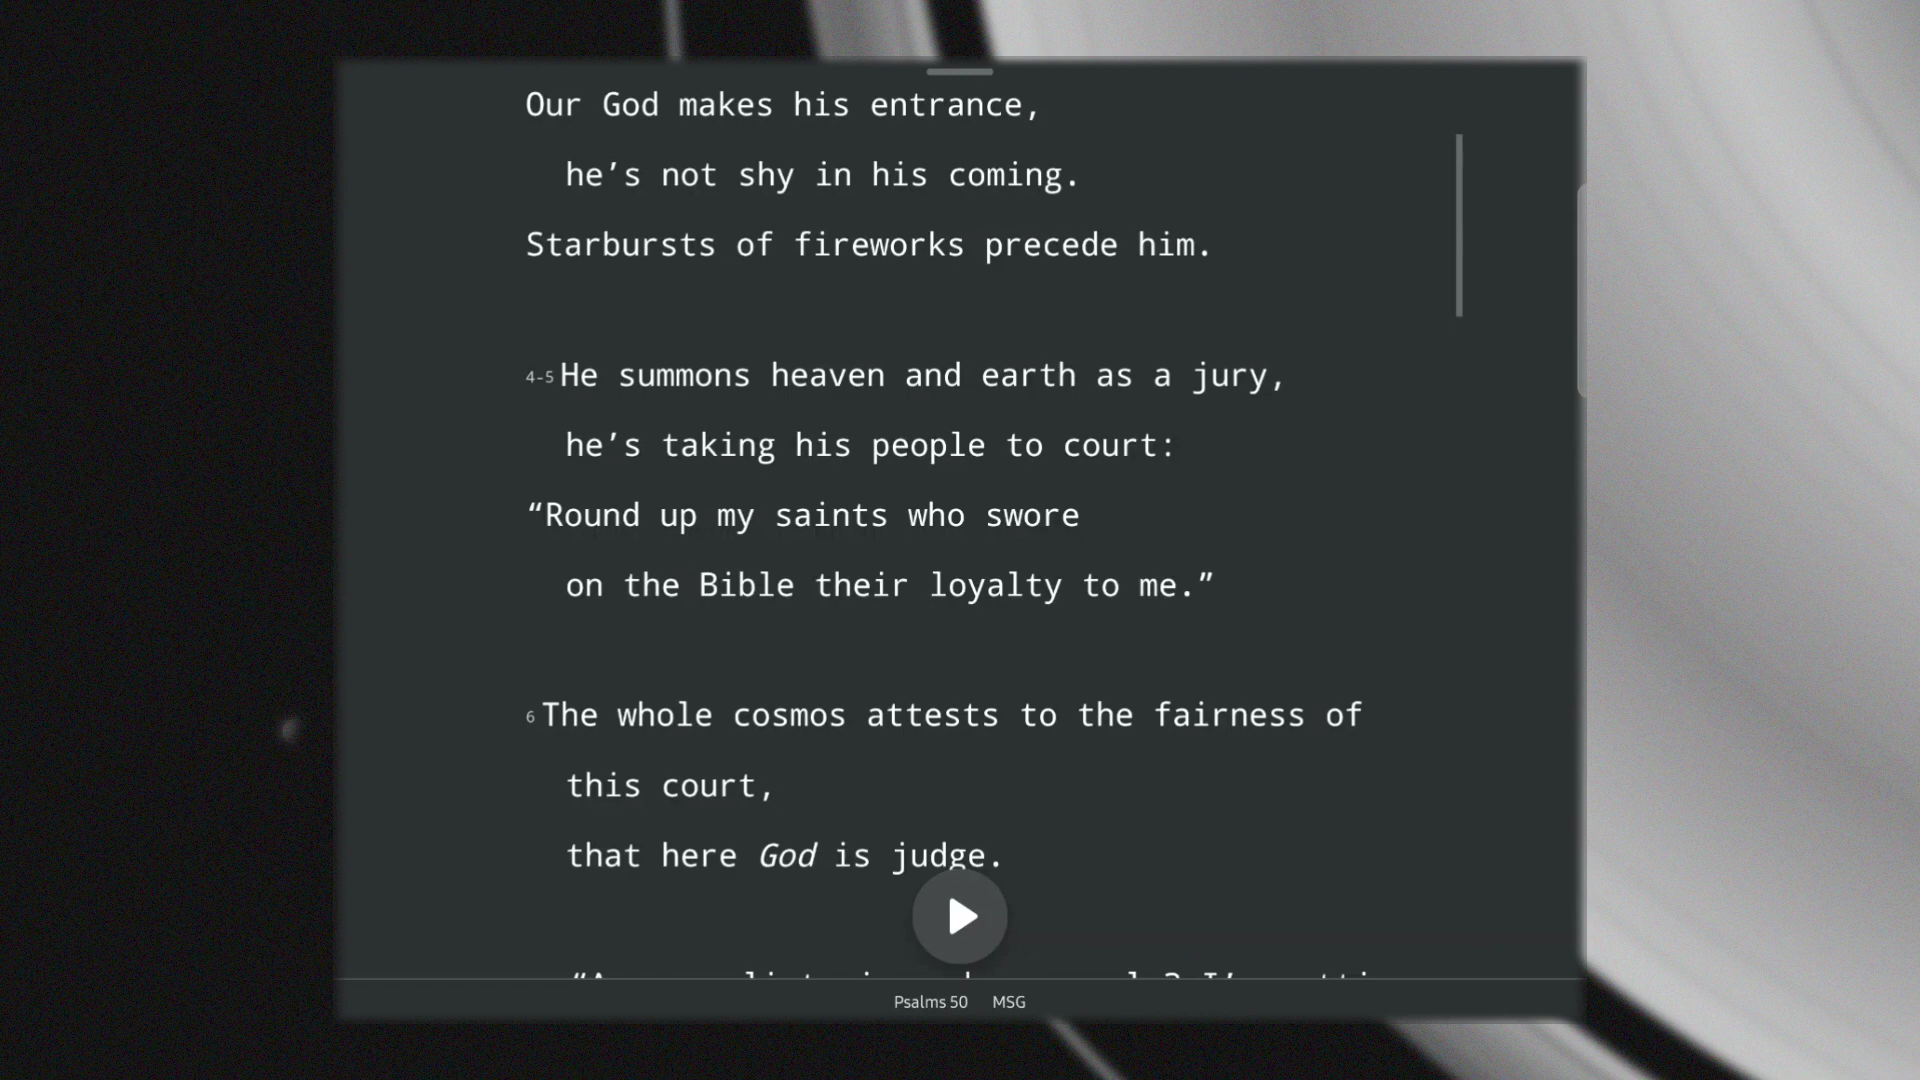 Our God makes his entrance,
he’s not shy in his coming.
Starbursts of fireworks precede him.
4-5 He summons heaven and earth as a jury,
he’s taking his people to court:
“Round up my saints who swore
on the Bible their loyalty to me.”
6 The whole cosmos attests to the fairness of
this court,
that here God is judge.
Psalms 50 MSG